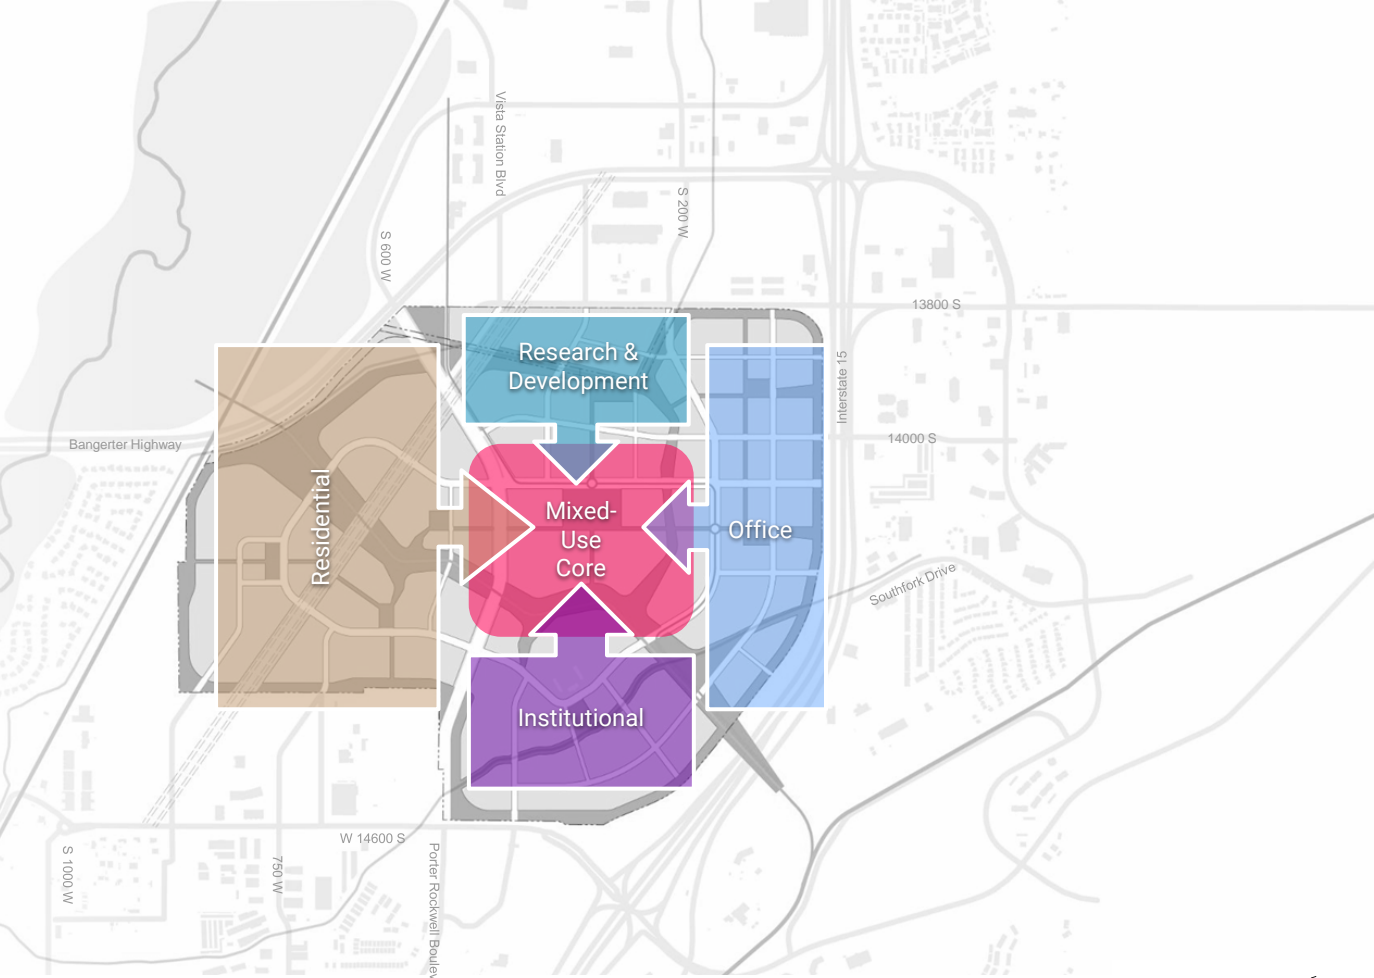 Vista Station Blvd
S 200 W
S 600 W
13800 S
Research &
Development
Interstate 15
14000 S
Bangerter Highway
Residential
Mixed-
Use
Core
Office
Southfork Drive
Institutional
W 14600 S
S 1000 W
750 W
Porter Rockwell Boulev